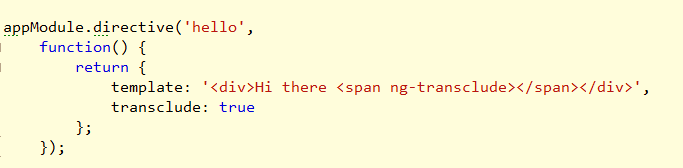 appModule.directive('hello',
    function() {
        return {
            template: '<div>Hi there <span ng-transclude></span></div>',
            transclude: true
        };
    });